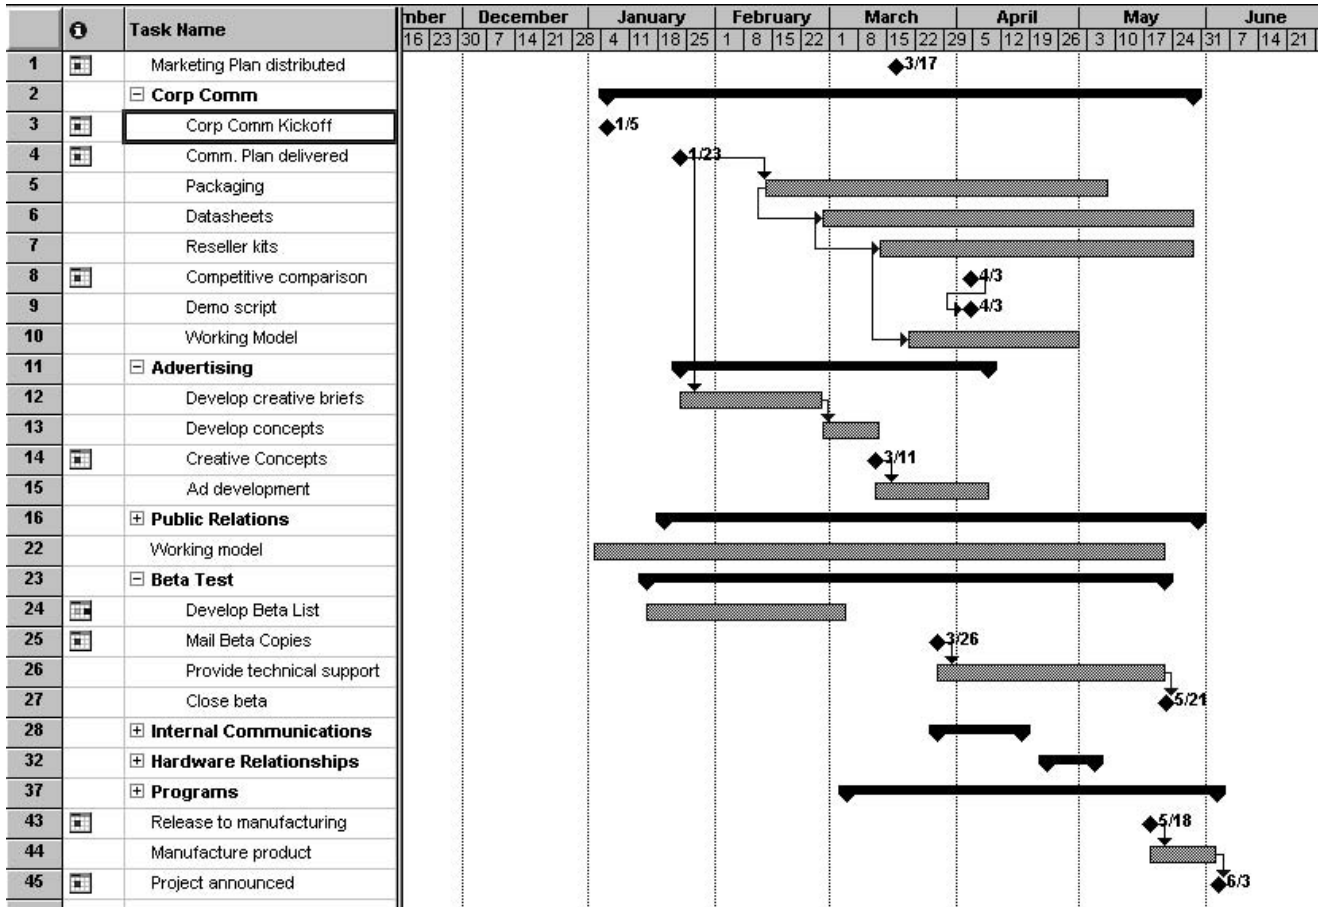 mber December January February March April May June
Task Name
16 23 30 7 14 21 28 4 11 18 25 1 8 15 22 1 8 15 22 29 5 12 19 26 3 10 17 24 31 7 14 21
1 Marketing Plan distributed 3/17
2 Corp Comm
3 Corp Comm Kickoff 1/5
4 Comm. Plan delivered 1/23
5 Packaging
6 Datasheets
7 Reseller kits
8 Competitive comparison 4/3
9 Demo script 4/3
10 Working Model
11 Advertising
12 Develop creative briefs
13 Develop concepts
14 Creative Concepts 3/11
15 Ad development
16 Public Relations
22 Working model
23 Beta Test
24 Develop Beta List
25 Mail Beta Copies 3/26
26 Provide technical support
27 Close beta 5/21
28 Internal Communications
32 Hardware Relationships
37 Programs
43 Release to manufacturing 5/18
44 Manufacture product
45 Project announced 6/3